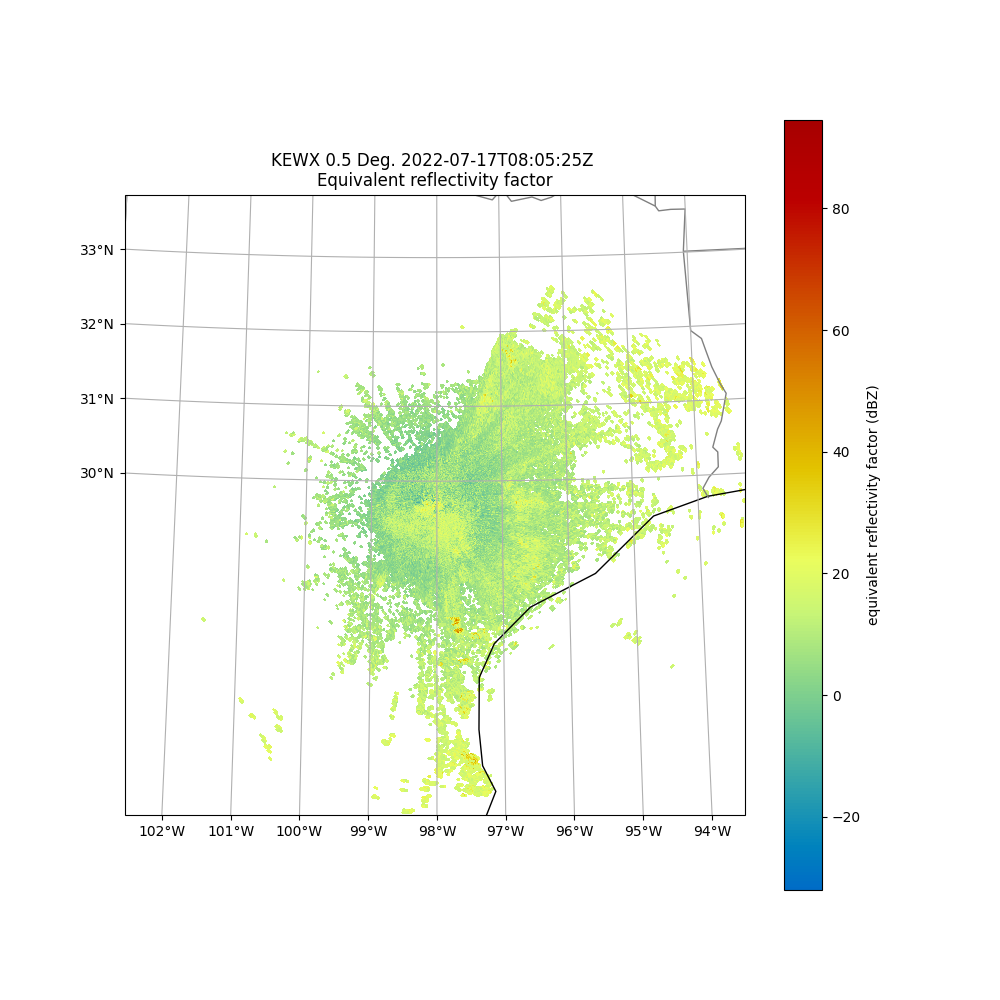 KEWX 0.5 Deg. 2022-07-17T08:05:25Z
Equivalent reflectivity factor
33°N
32°N
31°N
30°N
102°W 101°W 100°W 99°W 98°W 97°W 96°W 95°W 94°W
80
60
40
20
0
−20
equivalent reflectivity factor (dBZ)